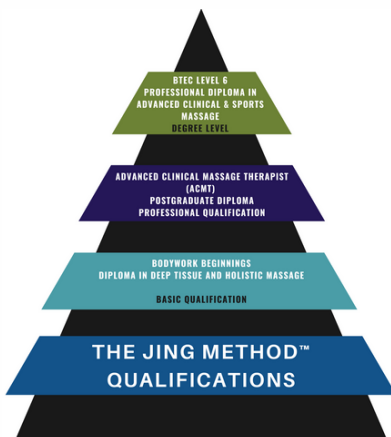 BTEC LEVEL 6
PROFESSIONAL DIPLOMA IN
ADVANCED CLINICAL & SPORTS
MASSAGE
DEGREE LEVEL
ADVANCED CLINICAL MASSAGE THERAPIST
(ACMT)
POSTGRADUATE DIPLOMA
PROFESSIONAL QUALIFICATION
BODYWORK BEGINNINGS
DIPLOMA IN DEEP TISSUE AND HOLISTIC MASSAGE
BASIC QUALIFICATION
THE JING METHOD™
QUALIFICATIONS